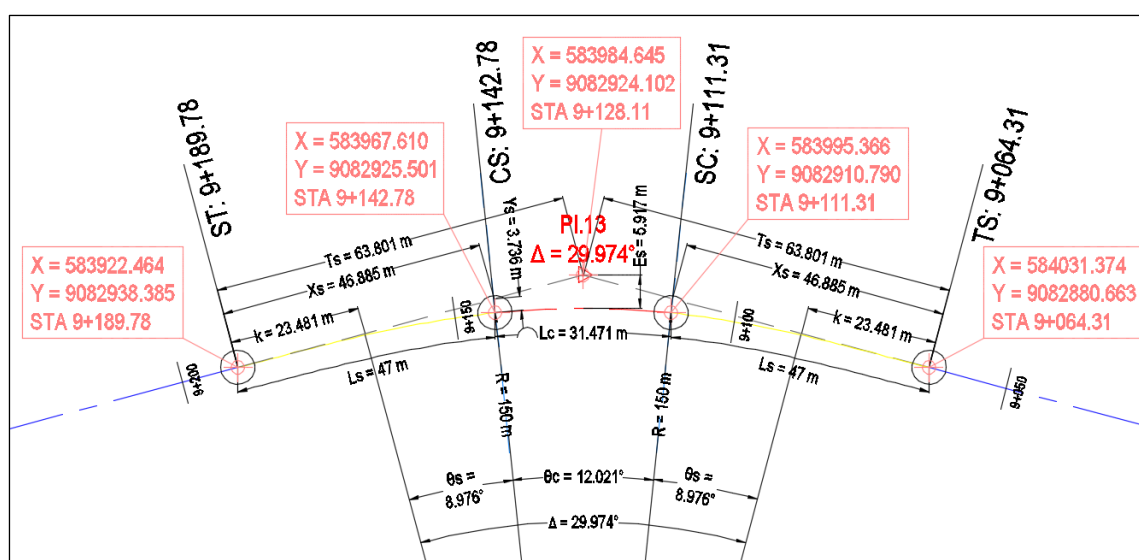 X = 583984.645
Y = 9082924.102
STA 9+128.11
CS: 9+142.78
SC: 9+111.31
ST: 9+189.78
TS: 9+064.31
X = 583967.610
Y = 9082925.501
STA 9+142.78
X = 583995.366
Y = 9082910.790
STA 9+111.31
X = 583922.464
Y = 9082938.385
STA 9+189.78
X = 584031.374
Y = 9082880.663
STA 9+064.31
PI.13
Δ = 29.974°
Ts = 63.801 m
Xs = 46.885 m
k = 23.481 m
Ys = 3.736 m
Es = 5.917 m
Ts = 63.801 m
Xs = 46.885 m
k = 23.481 m
9+200
9+150
9+100
9+050
Ls = 47 m
Lc = 31.471 m
Ls = 47 m
R = 150 m
R = 150 m
θs =
8.976°
θc = 12.021°
θs =
8.976°
Δ = 29.974°